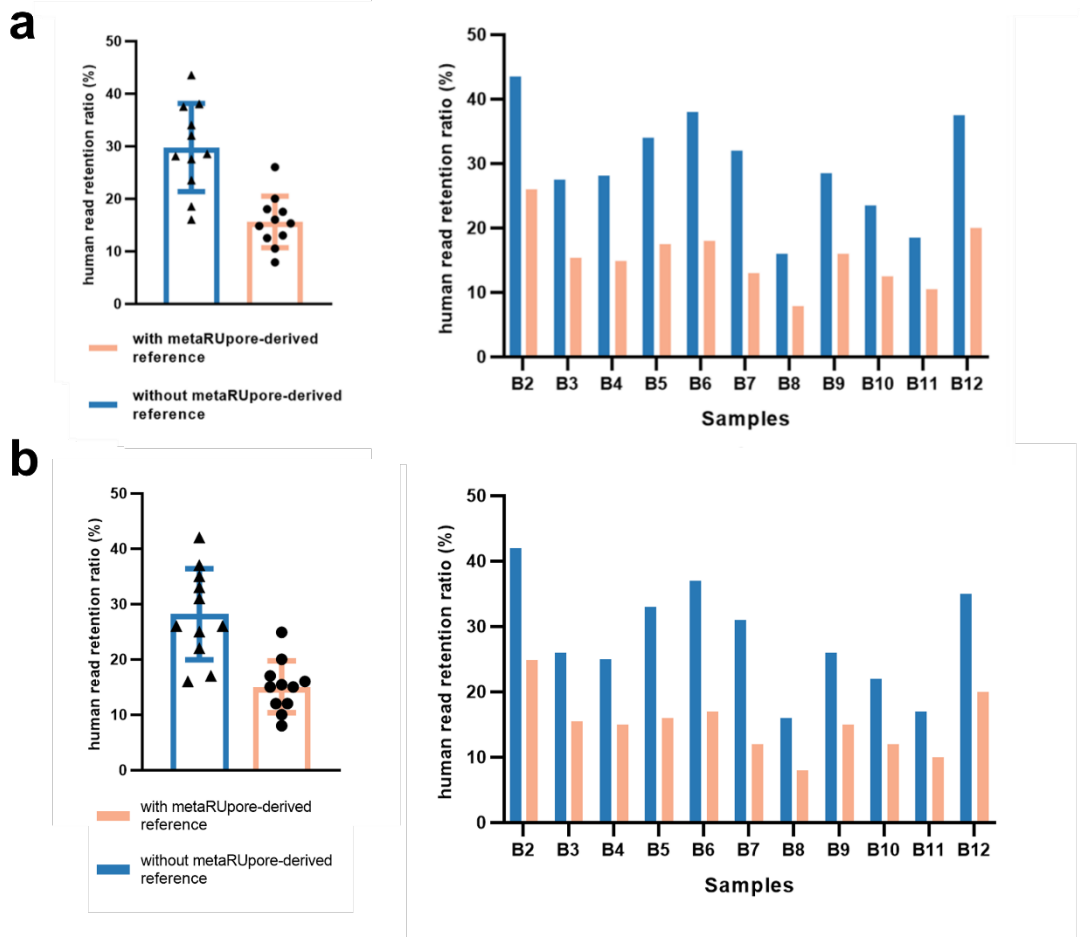 a
human read retention ratio (%)
50
40
30
20
10
0
with metaRUpore-derived
reference
without metaRUpore-derived
reference
human read retention ratio (%)
50
40
30
20
10
0
B2 B3 B4 B5 B6 B7 B8 B9 B10 B11 B12
Samples
b
human read retention ratio (%)
50
40
30
20
10
0
with metaRUpore-derived
reference
without metaRUpore-derived
reference
human read retention ratio (%)
50
40
30
20
10
0
B2 B3 B4 B5 B6 B7 B8 B9 B10 B11 B12
Samples